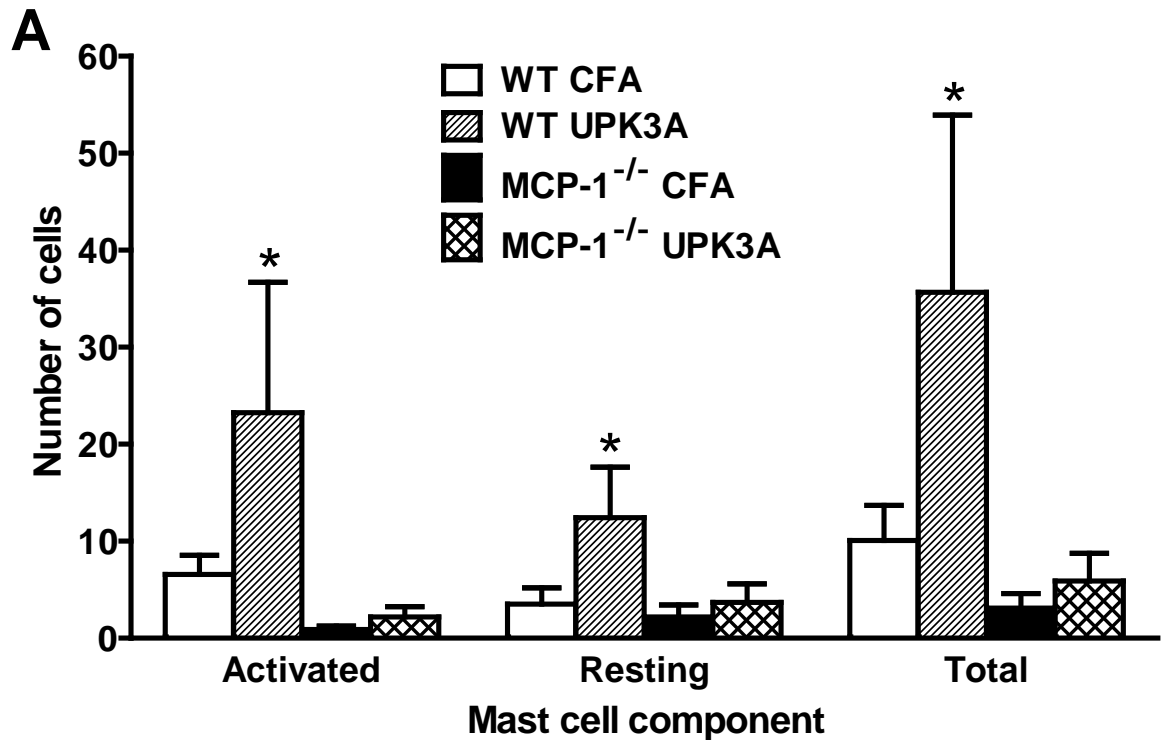 A
60
50
40
30
20
10
0
Number of cells
WT CFA
WT UPK3A
MCP-1-/- CFA
MCP-1-/- UPK3A
*
*
*
Activated Resting Total
Mast cell component